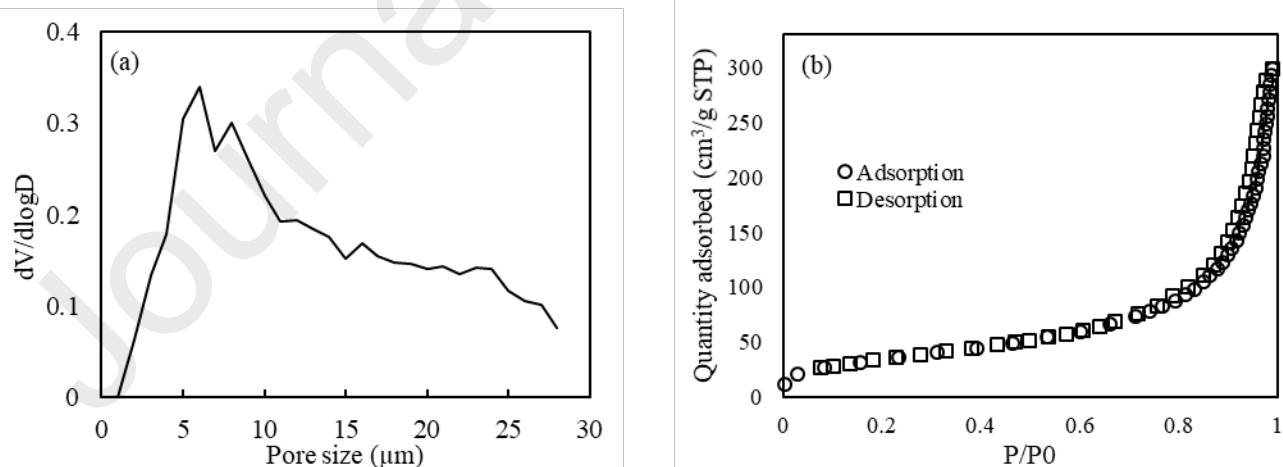 (a)
dV/dlogD
0.4
0.3
0.2
0.1
0
0 5 10 15 20 25 30
Pore size (μm)
Journa
(b)
Quantity adsorbed (cm³/g STP)
300
250
200
150
100
50
0
Adsorption
Desorption
0 0.2 0.4 0.6 0.8 1
P/P0